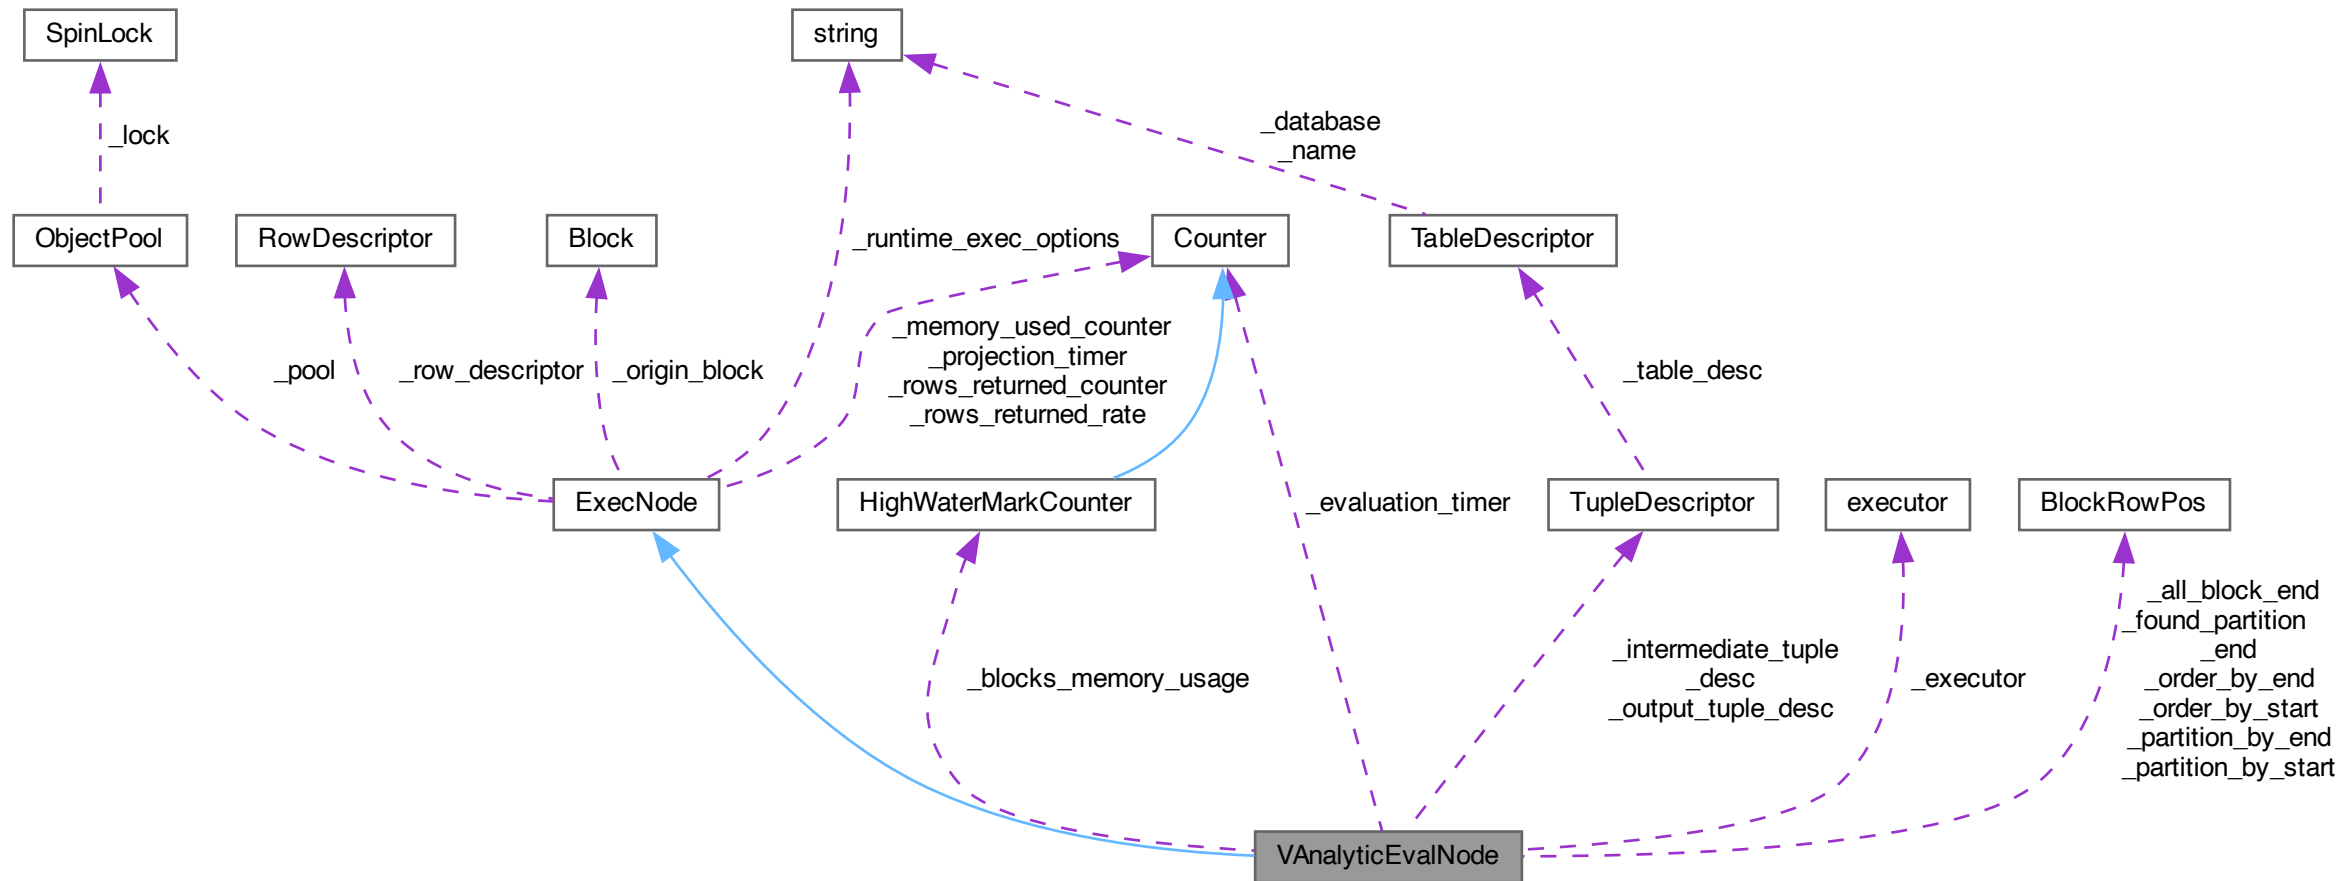 SpinLock
string
_database
_name
_lock
ObjectPool
RowDescriptor
Block
_runtime_exec_options
Counter
TableDescriptor
_memory_used_counter
_projection_timer
_rows_returned_counter
_rows_returned_rate
_pool
_row_descriptor
_origin_block
_table_desc
ExecNode
HighWaterMarkCounter
_evaluation_timer
TupleDescriptor
executor
BlockRowPos
_blocks_memory_usage
_intermediate_tuple
_desc
_output_tuple_desc
_executor
_all_block_end
_found_partition
_end
_order_by_end
_order_by_start
_partition_by_end
_partition_by_start
VAnalyticEvalNode